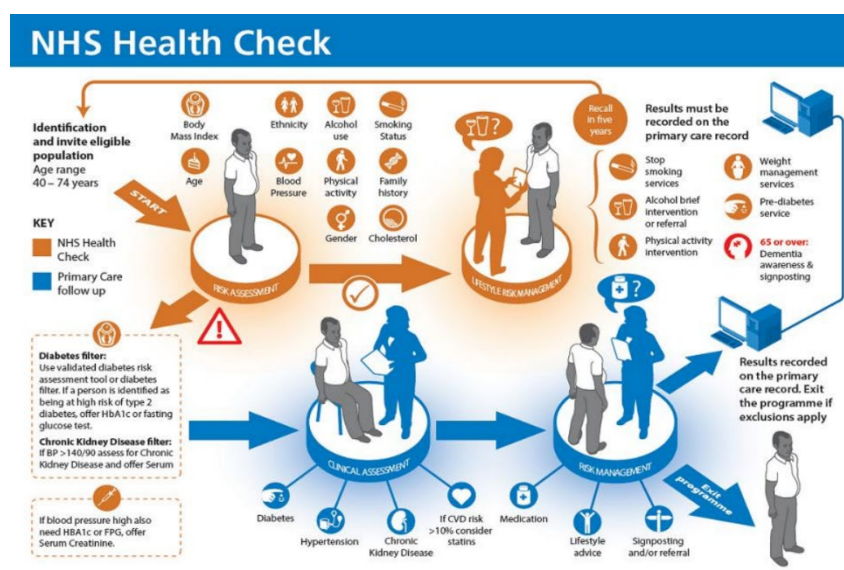 NHS Health Check
Identification
and invite eligible
population
Age range
40 – 74 years
START
KEY
NHS Health
Check
Primary Care
follow up
Body
Mass Index
Age
Ethnicity
Alcohol
use
Smoking
Status
Blood
Pressure
Physical
activity
Family
history
Gender
Cholesterol
RISK ASSESSMENT
?
LIFESTYLE RISK MANAGEMENT
Recall
in five
years
Results must be
recorded on the
primary care record
Stop
smoking
services
Alcohol brief
intervention
or referral
Physical activity
intervention
Weight
management
services
Pre-diabetes
service
65 or over:
Dementia
awareness &
signposting
!
Diabetes filter:
Use validated diabetes risk
assessment tool or diabetes
filter. If a person is identified as
being at high risk of type 2
diabetes, offer HbA1c or fasting
glucose test.
Chronic Kidney Disease filter:
If BP >140/90 assess for Chronic
Kidney Disease and offer Serum
If blood pressure high also
need HBA1c or FPG, offer
Serum Creatinine.
CLINICAL ASSESSMENT
Diabetes
Hypertension
Chronic
Kidney Disease
If CVD risk
>10% consider
statins
?
RISK MANAGEMENT
Medication
Lifestyle
advice
Signposting
and/or referral
Results recorded
on the primary
care record. Exit
the programme if
exclusions apply
Exit
programme